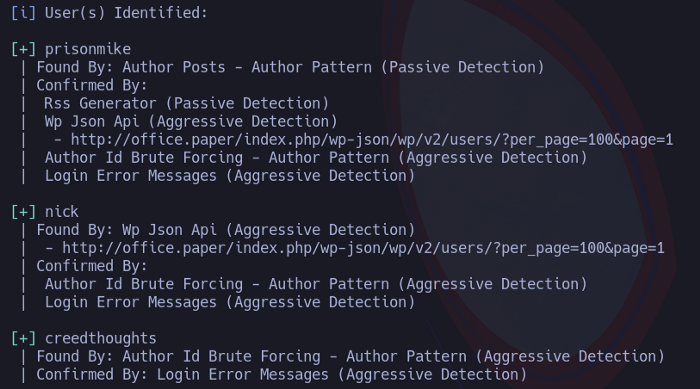 [i] User(s) Identified:
[+] prisonmike
| Found By: Author Posts - Author Pattern (Passive Detection)
| Confirmed By:
|  Rss Generator (Passive Detection)
|  Wp Json Api (Aggressive Detection)
|   - http://office.paper/index.php/wp-json/wp/v2/users/?per_page=100&page=1
|  Author Id Brute Forcing - Author Pattern (Aggressive Detection)
|  Login Error Messages (Aggressive Detection)
[+] nick
| Found By: Wp Json Api (Aggressive Detection)
|  - http://office.paper/index.php/wp-json/wp/v2/users/?per_page=100&page=1
| Confirmed By:
|  Author Id Brute Forcing - Author Pattern (Aggressive Detection)
|  Login Error Messages (Aggressive Detection)
[+] creedthoughts
| Found By: Author Id Brute Forcing - Author Pattern (Aggressive Detection)
| Confirmed By: Login Error Messages (Aggressive Detection)